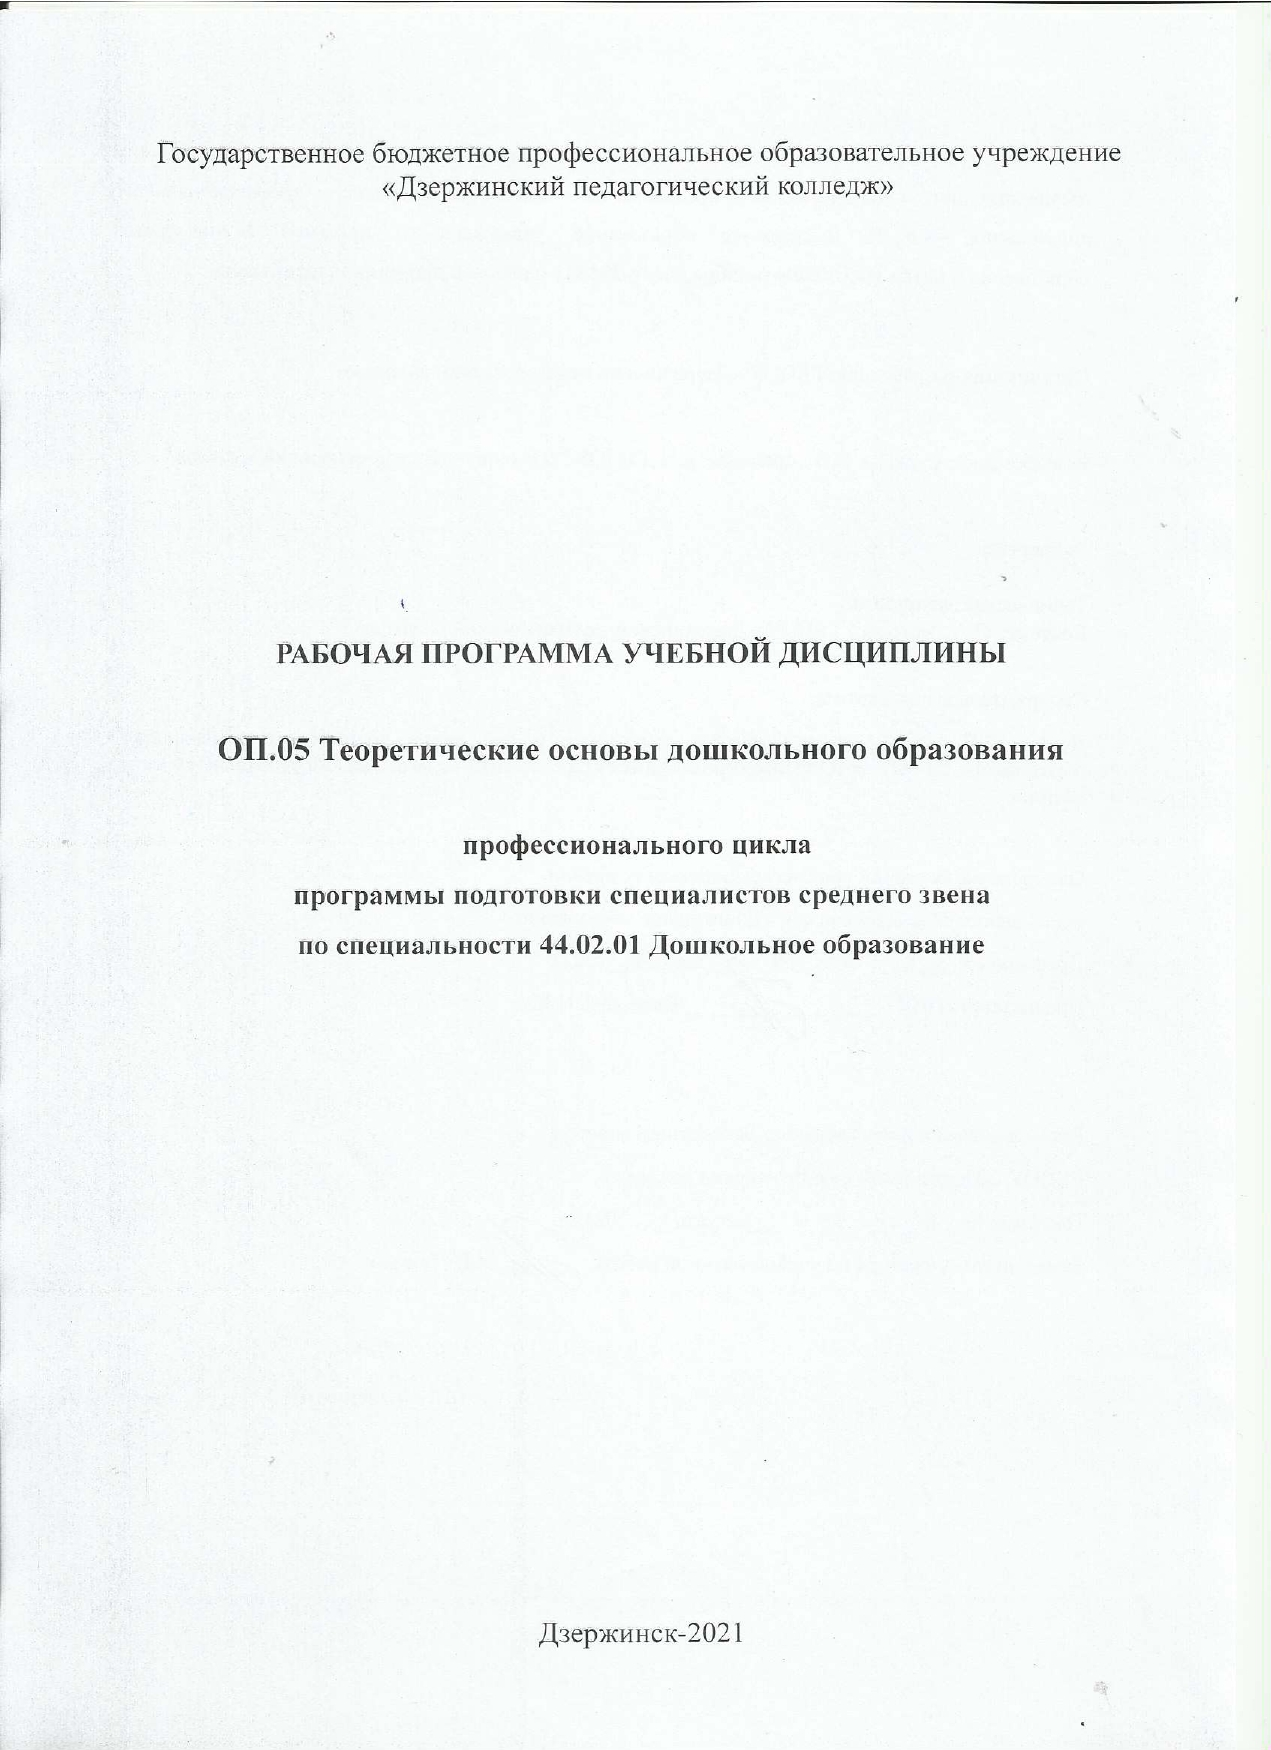 Государственное бюджетное профессиональное образовательное учреждение
«Дзержинский педагогический колледж»
РАБОЧАЯ ПРОГРАММА УЧЕБНОЙ ДИСЦИПЛИНЫ
ОП.05 Теоретические основы дошкольного образования
профессионального цикла
программы подготовки специалистов среднего звена
по специальности 44.02.01 Дошкольное образование
Дзержинск-2021